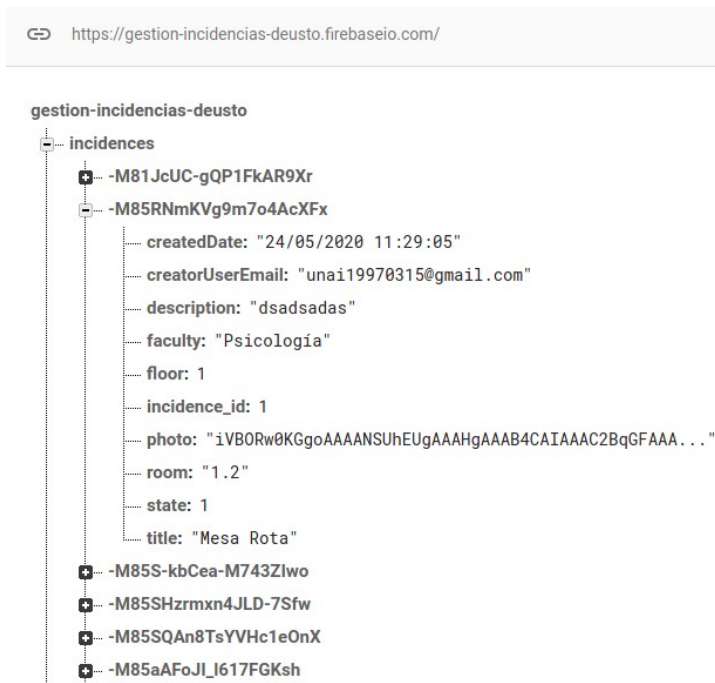 https://gestion-incidencias-deusto.firebaseio.com/
gestion-incidencias-deusto
incidences
-M81JcUC-gQP1FkAR9Xr
-M85RNmKVg9m7o4AcXFx
createdDate: "24/05/2020 11:29:05"
creatorUserEmail: "unai19970315@gmail.com"
description: "dsadsadas"
faculty: "Psicología"
floor: 1
incidence_id: 1
photo: "iVBORw0KGgoAAAANSUhEUgAAAHgAAAB4CAIAAAC2BqGFAAA..."
room: "1.2"
state: 1
title: "Mesa Rota"
-M85S-kbCea-M743ZIwo
-M85SHzrmxn4JLD-7Sfw
-M85SQAn8TsYVHc1eOnX
-M85aAFoJI_I617FGKsh